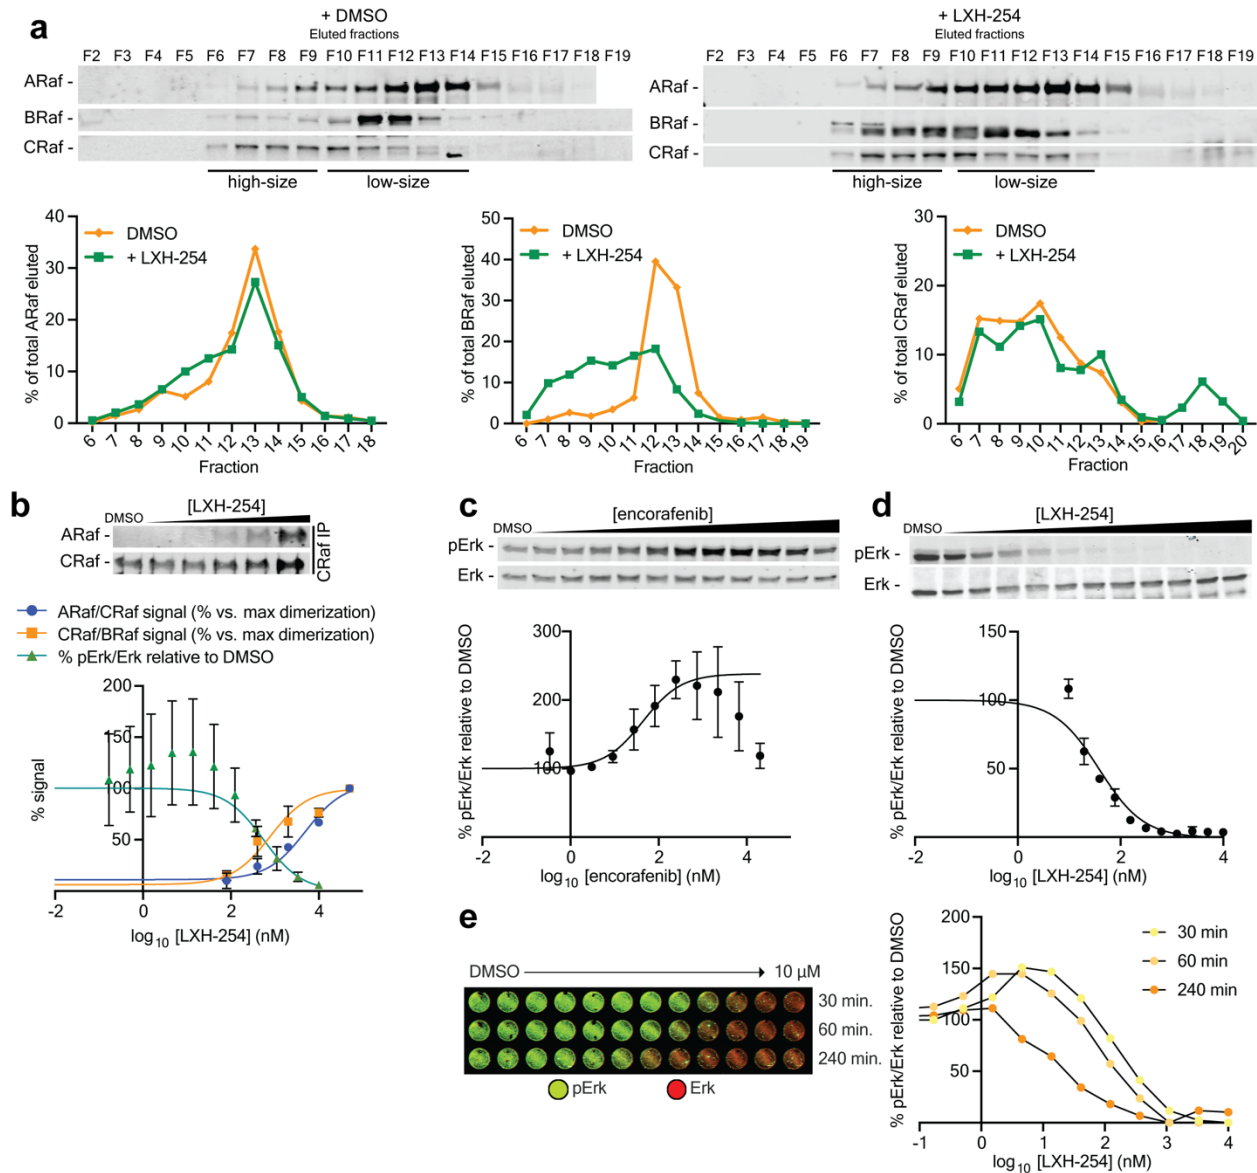 a
+ DMSO
Eluted fractions
F2 F3 F4 F5 F6 F7 F8 F9 F10 F11 F12 F13 F14 F15 F16 F17 F18 F19
ARaf -
BRaf -
CRaf -
high-size low-size
+ LXH-254
Eluted fractions
F2 F3 F4 F5 F6 F7 F8 F9 F10 F11 F12 F13 F14 F15 F16 F17 F18 F19
ARaf -
BRaf -
CRaf -
high-size low-size
% of total ARaf eluted
40
30
20
10
0
DMSO
+ LXH-254
6 7 8 9 10 11 12 13 14 15 16 17 18
Fraction
% of total BRaf eluted
50
40
30
20
10
0
DMSO
+ LXH-254
6 7 8 9 10 11 12 13 14 15 16 17 18 19
Fraction
% of total CRaf eluted
30
20
10
0
DMSO
+ LXH-254
6 7 8 9 10 11 12 13 14 15 16 17 18 19 20
Fraction
b
[LXH-254]
DMSO
ARaf -
CRaf -
CRaf IP
ARaf/CRaf signal (% vs. max dimerization)
CRaf/BRaf signal (% vs. max dimerization)
% pErk/Erk relative to DMSO
% signal
200
150
100
50
-2 0 2 4
log10 [LXH-254] (nM)
c
[encorafenib]
DMSO
pErk -
Erk -
% pErk/Erk relative to DMSO
300
200
100
-2 0 2 4
log10 [encorafenib] (nM)
d
[LXH-254]
DMSO
pErk -
Erk -
% pErk/Erk relative to DMSO
150
100
50
-2 0 2 4
log10 [LXH-254] (nM)
e
DMSO 10 µM
30 min.
60 min.
240 min.
pErk Erk
% pErk/Erk relative to DMSO
200
150
100
50
30 min
60 min
240 min
-1 0 1 2 3 4
log10 [LXH-254] (nM)